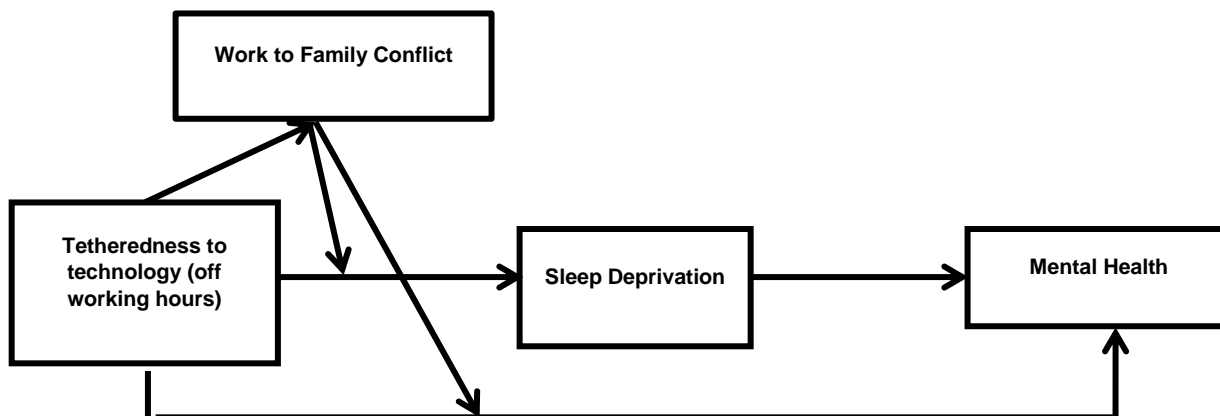 Work to Family Conflict
Tetheredness to
technology (off
working hours)
Sleep Deprivation
Mental Health